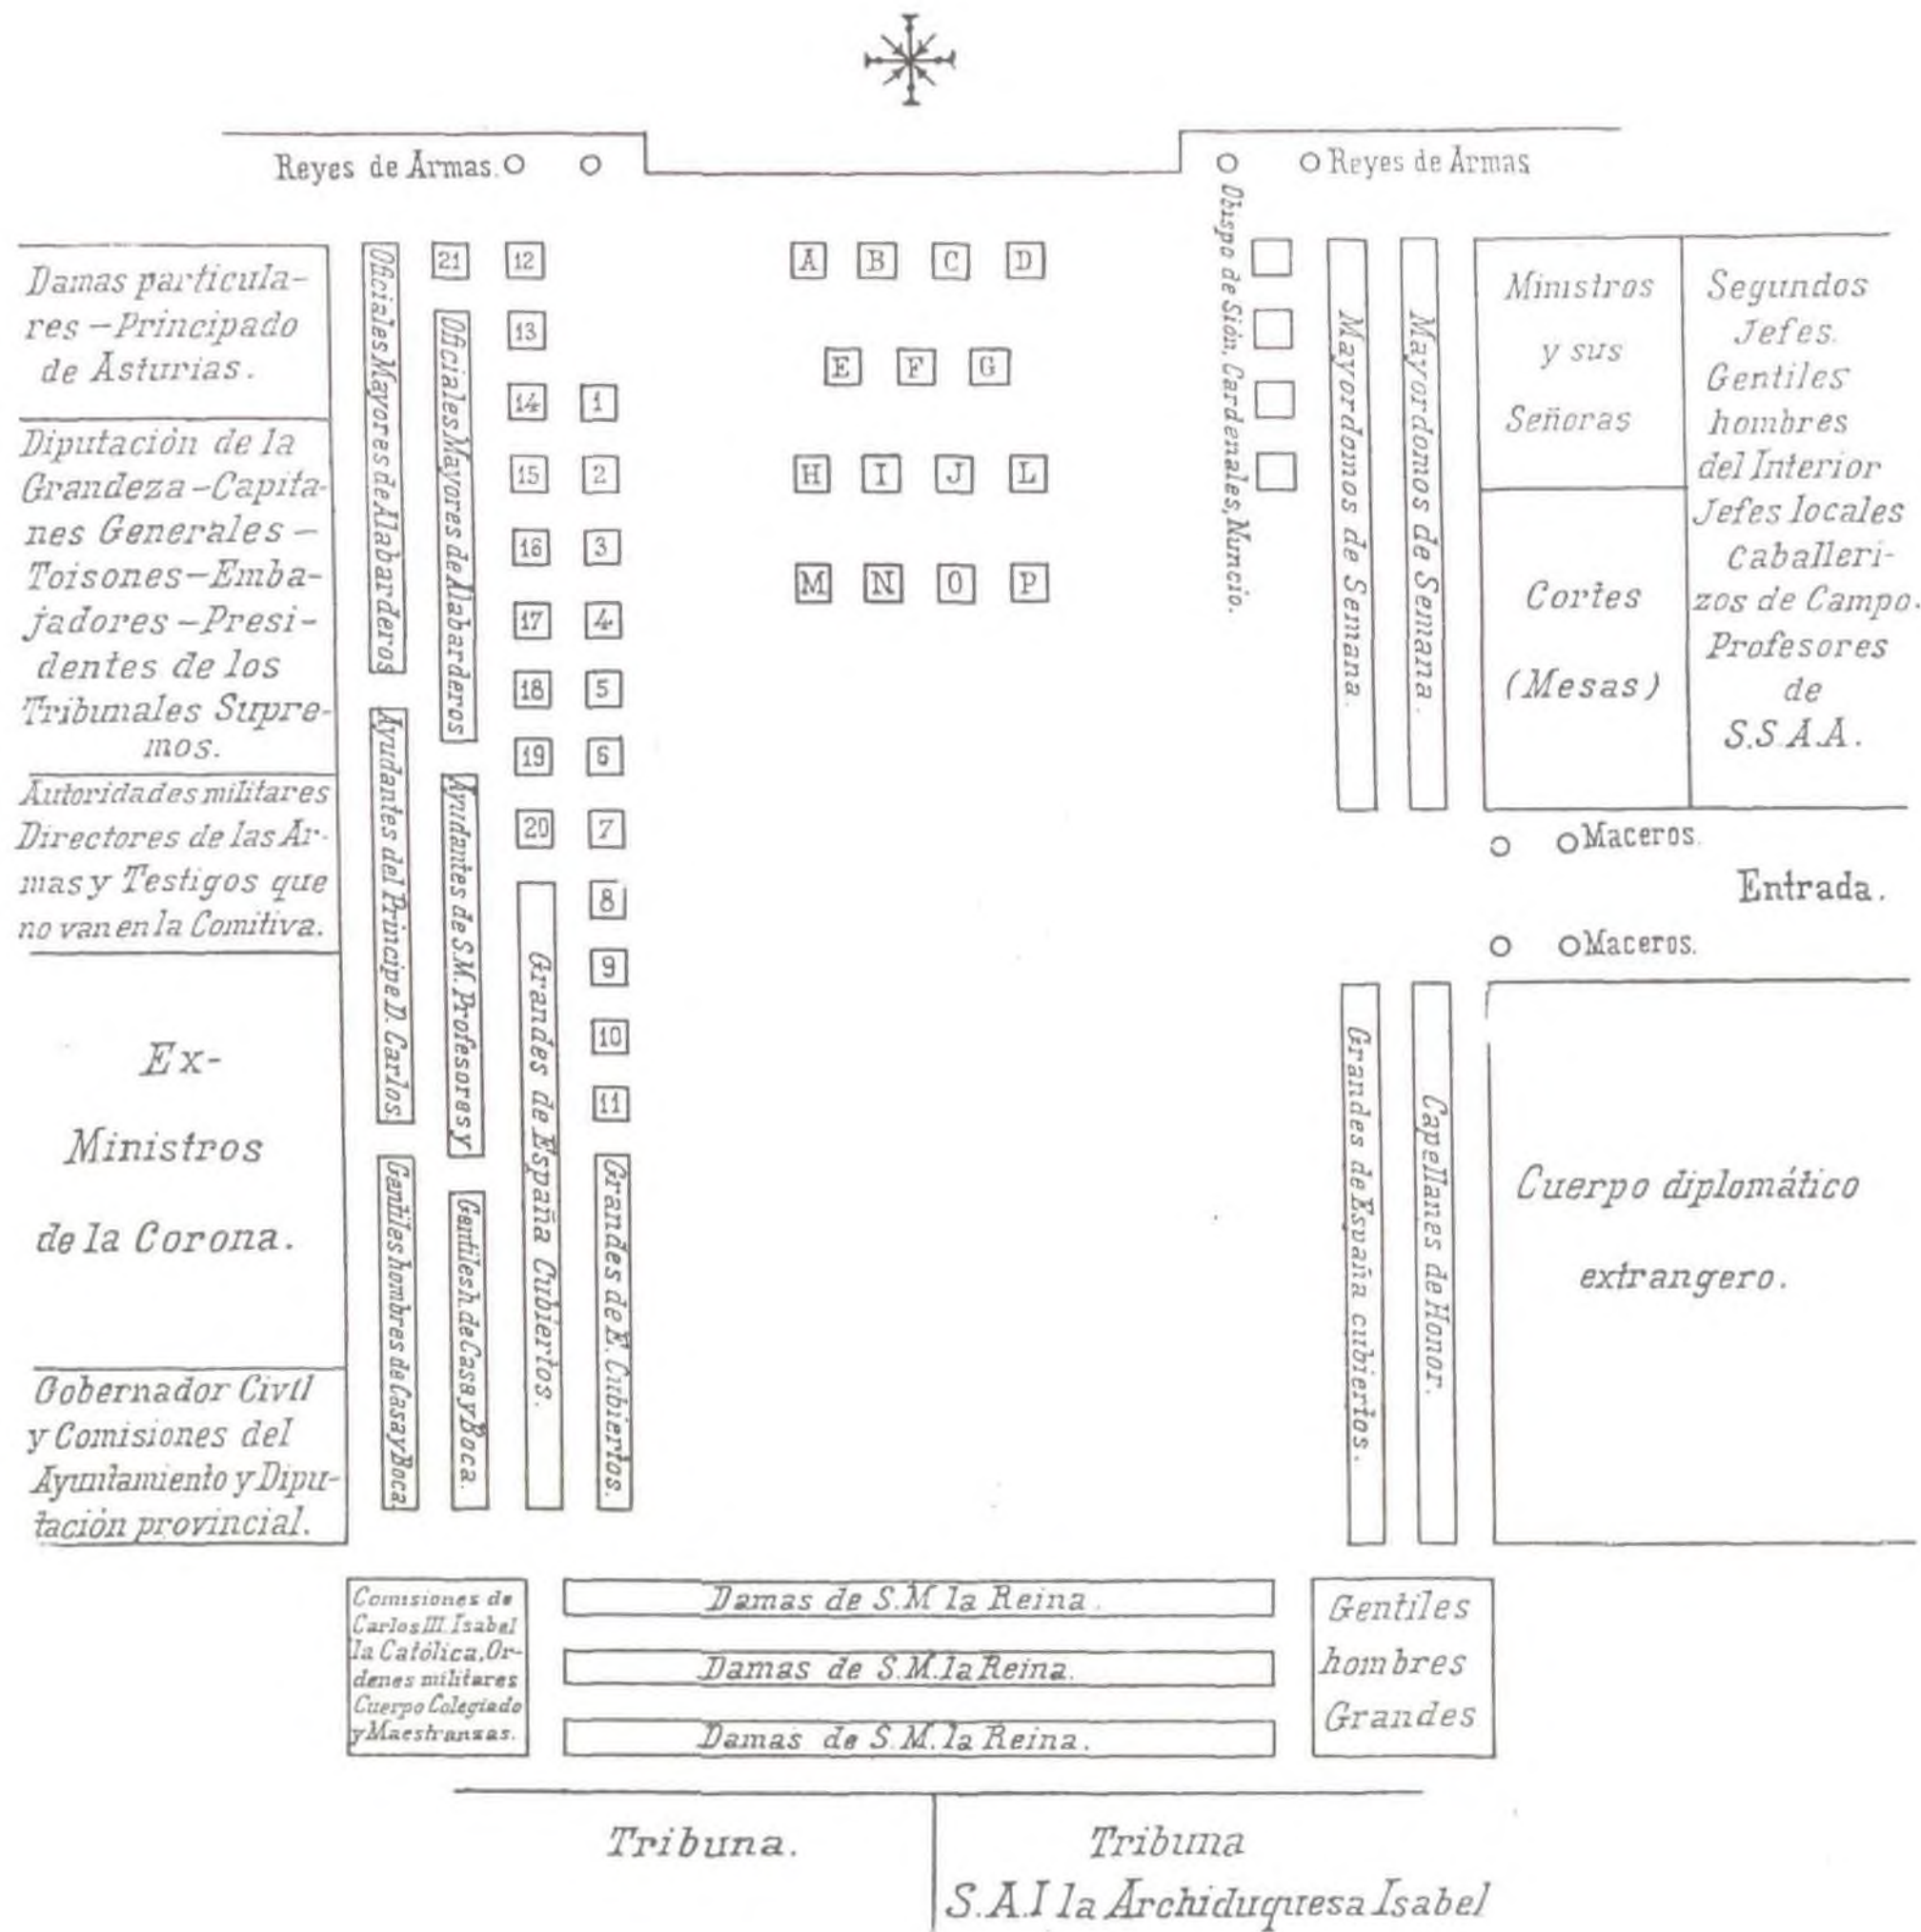 Reyes de Armas.
Reyes de Armas
Damas particula-
res – Principado
de Asturias.
Diputación de la
Grandeza – Capita-
nes Generales –
Toisones – Emba-
jadores – Presi-
dentes de los
Tribunales Supre-
mos.
Autoridades militares
Directores de las Ar-
mas y Testigos que
no van en la Comitiva.
Ex-
Ministros
de la Corona.
Gobernador Civil
y Comisiones del
Ayuntamiento y Dipu-
tación provincial.
Oficiales Mayores de Alabarderos
Ayudantes del Principe D. Carlos.
Gentiles hombres de Casa y Boca.
21
Oficiales Mayores de Alabarderos
Ayudantes de S.M. Profesores y
Gentiles h. de Casa y Boca.
12
13
14
15
16
17
18
19
20
Grandes de España Cubiertos.
1
2
3
4
5
6
7
8
9
10
11
Grandes de E. Cubiertos.
A B C D
E F G
H I J L
M N O P
Obispo de Sión, Cardenales, Nuncio.
Mayordomos de Semana.
Mayordomos de Semana.
Ministros
y sus
Señoras
Cortes
(Mesas)
Segundos
Jefes.
Gentiles
hombres
del Interior
Jefes locales
Caballeri-
zos de Campo.
Profesores
de
S.S.A.A.
Maceros.
Entrada.
Maceros.
Grandes de España cubiertos.
Capellanes de Honor.
Cuerpo diplomático
extrangero.
Comisiones de
Carlos III. Isabel
la Católica, Or-
denes militares
Cuerpo Colegiado
y Maestranzas.
Damas de S.M la Reina.
Damas de S.M. la Reina.
Damas de S.M. la Reina.
Gentiles
hombres
Grandes
Tribuna.
Tribuna
S.A.I la Archiduquesa Isabel